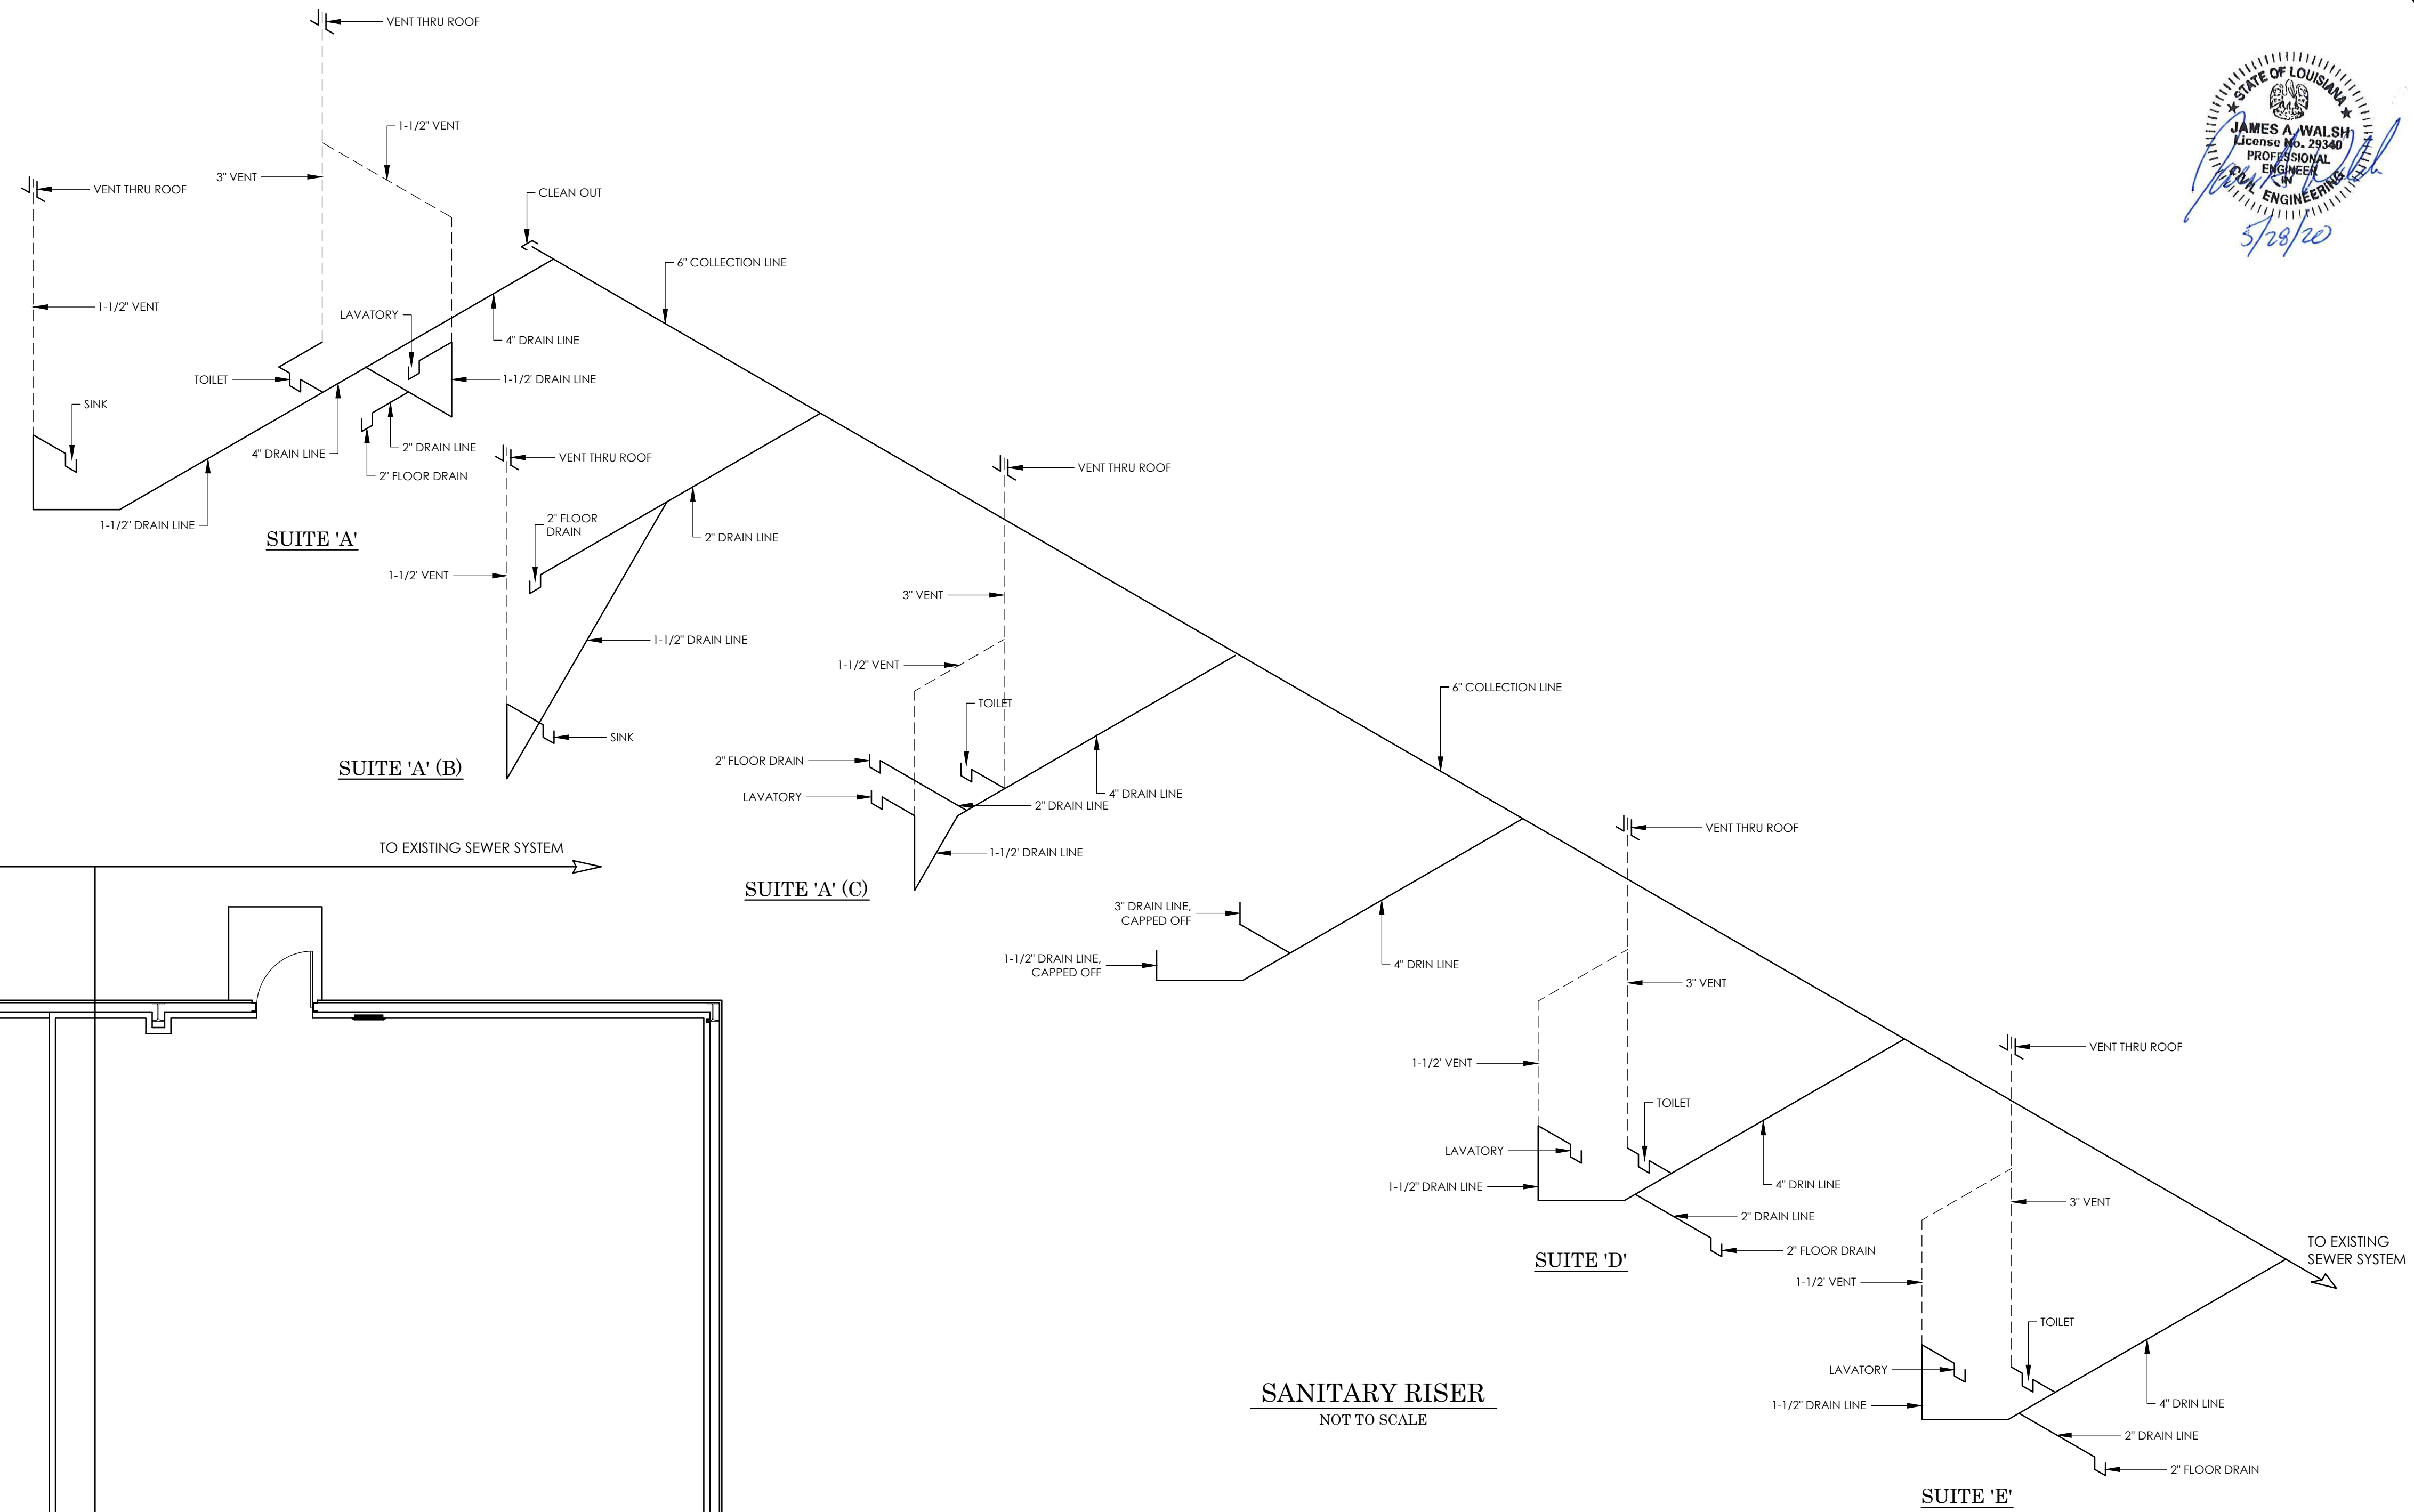 VENT THRU ROOF
1-1/2" VENT
3" VENT
VENT THRU ROOF
CLEAN OUT
6" COLLECTION LINE
1-1/2" VENT
LAVATORY
4" DRAIN LINE
TOILET
1-1/2' DRAIN LINE
SINK
4" DRAIN LINE
2" DRAIN LINE
2" FLOOR DRAIN
1-1/2" DRAIN LINE
SUITE 'A'
VENT THRU ROOF
2" FLOOR
DRAIN
2" DRAIN LINE
1-1/2' VENT
1-1/2" DRAIN LINE
SINK
SUITE 'A' (B)
VENT THRU ROOF
3" VENT
1-1/2" VENT
TOILET
2" FLOOR DRAIN
LAVATORY
4" DRAIN LINE
2" DRAIN LINE
1-1/2' DRAIN LINE
SUITE 'A' (C)
6" COLLECTION LINE
3" DRAIN LINE,
CAPPED OFF
1-1/2" DRAIN LINE,
CAPPED OFF
4" DRIN LINE
VENT THRU ROOF
3" VENT
1-1/2' VENT
TOILET
LAVATORY
1-1/2" DRAIN LINE
4" DRIN LINE
2" DRAIN LINE
2" FLOOR DRAIN
SUITE 'D'
VENT THRU ROOF
3" VENT
1-1/2' VENT
TOILET
LAVATORY
1-1/2" DRAIN LINE
4" DRIN LINE
2" DRAIN LINE
2" FLOOR DRAIN
SUITE 'E'
TO EXISTING
SEWER SYSTEM
TO EXISTING SEWER SYSTEM
SANITARY RISER
NOT TO SCALE
STATE OF LOUISIANA
JAMES A. WALSH
License No. 29340
PROFESSIONAL
ENGINEER
IN
CIVIL ENGINEERING
5/28/20